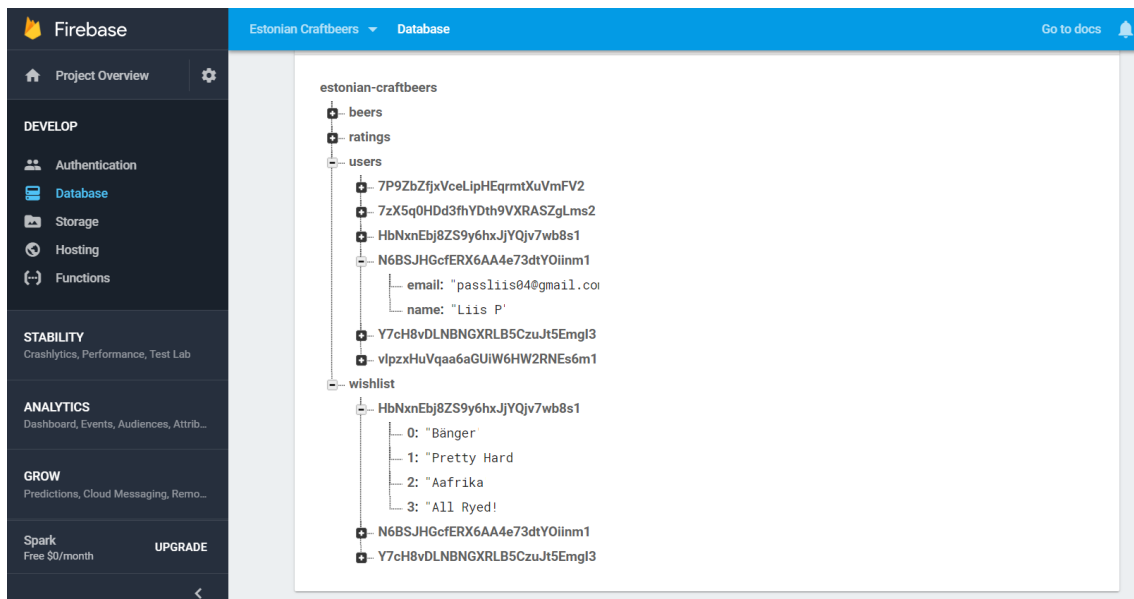 Firebase
Estonian Craftbeers Database Go to docs
Project Overview
DEVELOP
Authentication
Database
Storage
Hosting
Functions
STABILITY
Crashlytics, Performance, Test Lab
ANALYTICS
Dashboard, Events, Audiences, Attrib...
GROW
Predictions, Cloud Messaging, Remo...
Spark
Free $0/month
UPGRADE
estonian-craftbeers
beers
ratings
users
7P9ZbZfjxVceLipHEqrmtXuVmFV2
7zX5q0HDd3fhYDth9VXRASZgLms2
HbNxnEbj8ZS9y6hxJjYQjv7wb8s1
N6BSJHGcfERX6AA4e73dtYOiinm1
email: "passliis04@gmail.co
name: "Liis P'
Y7cH8vDLNBNGXRLB5CzuJt5EmgI3
vlpzxHuVqaa6aGUiW6HW2RNEs6m1
wishlist
HbNxnEbj8ZS9y6hxJjYQjv7wb8s1
0: "Bänger
1: "Pretty Hard
2: "Aafrika
3: "All Ryed!
N6BSJHGcfERX6AA4e73dtYOiinm1
Y7cH8vDLNBNGXRLB5CzuJt5EmgI3